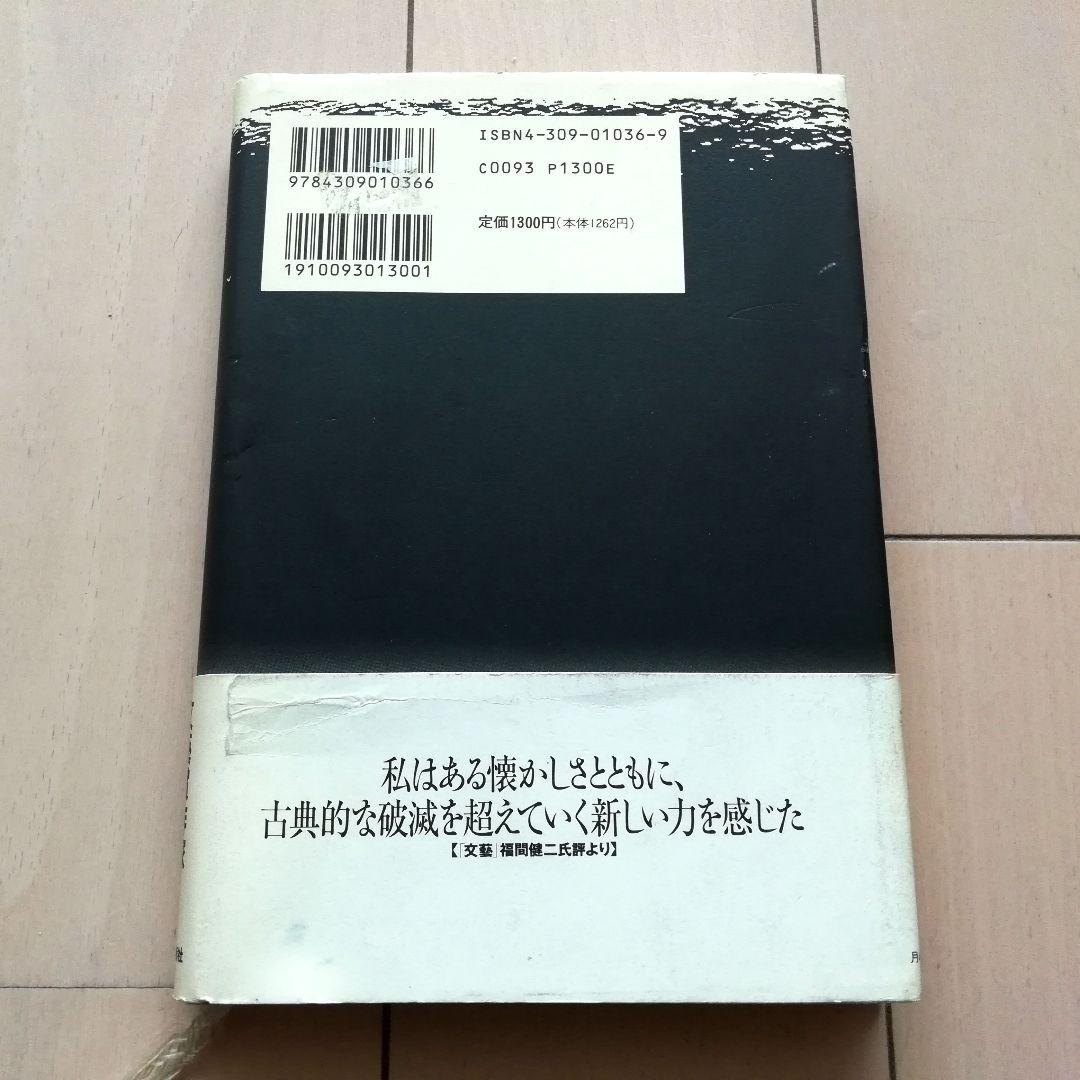 9784309010366
1910093013001
ISBN4-309-01036-9
C0093 P1300E
定価1300円(本体1262円)
私はある懐かしさとともに、
古典的な破滅を超えていく新しい力を感じた
【「文藝」福間健二氏評より】
社
月